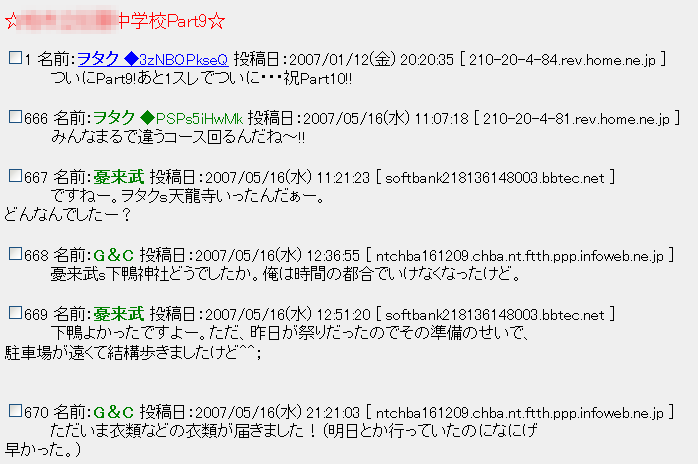 ☆中学校Part9☆
1 名前：ヲタク ◆3zNBOPkseQ 投稿日：2007/01/12(金) 20:20:35 [ 210-20-4-84.rev.home.ne.jp ]
ついにPart9!あと1スレでついに・・・祝Part10!!
666 名前：ヲタク ◆PSPs5iHwMk 投稿日：2007/05/16(水) 11:07:18 [ 210-20-4-81.rev.home.ne.jp ]
みんなまるで違うコース回るんだね～!!
667 名前：憂来武 投稿日：2007/05/16(水) 11:21:23 [ softbank218136148003.bbtec.net ]
ですねー。ヲタクs天龍寺いったんだぁー。
どんなんでしたー？
668 名前：G＆C 投稿日：2007/05/16(水) 12:36:55 [ ntchba161209.chba.nt.ftth.ppp.infoweb.ne.jp ]
憂来武s下鴨神社どうでしたか。俺は時間の都合でいけなくなったけど。
669 名前：憂来武 投稿日：2007/05/16(水) 12:51:20 [ softbank218136148003.bbtec.net ]
下鴨よかったですよー。ただ、昨日が祭りだったのでその準備のせいで、
駐車場が遠くて結構歩きましたけど^^；
670 名前：G＆C 投稿日：2007/05/16(水) 21:21:03 [ ntchba161209.chba.nt.ftth.ppp.infoweb.ne.jp ]
ただいま衣類などの衣類が届きました！（明日とか行っていたのになにげ
早かった。）